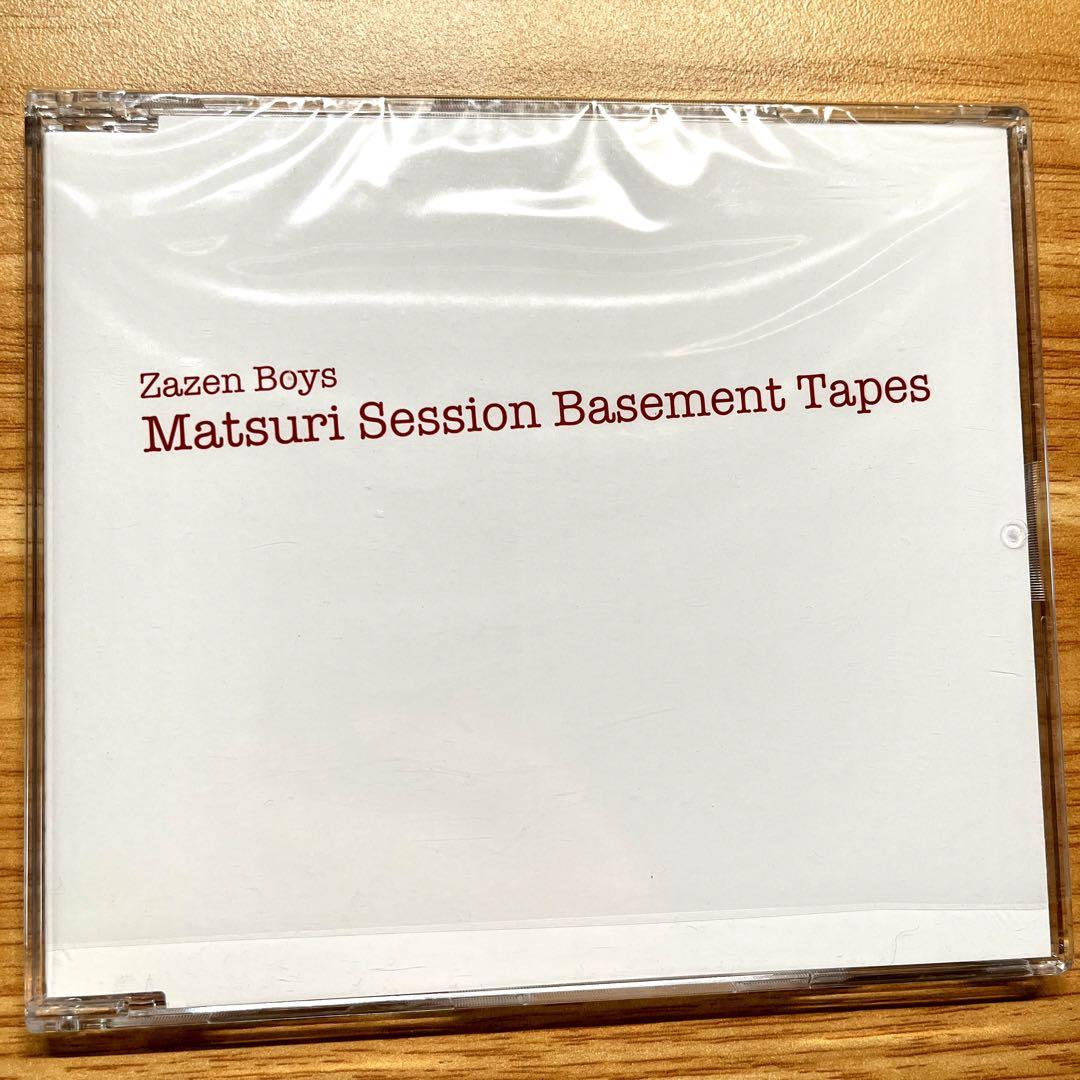 Zazen Boys
Matsuri Session Basement Tapes